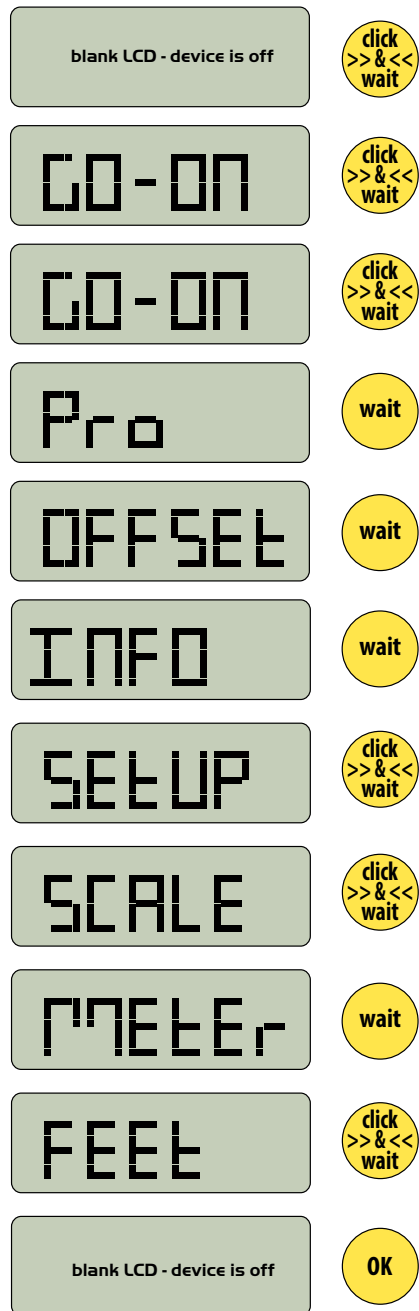 blank LCD - device is off
click
>> & <<
wait
GO-ON
click
>> & <<
wait
GO-ON
click
>> & <<
wait
Pro
wait
OFFSEt
wait
INFO
wait
SEtUP
click
>> & <<
wait
SCALE
click
>> & <<
wait
MEtEr
wait
FEEt
click
>> & <<
wait
blank LCD - device is off
OK